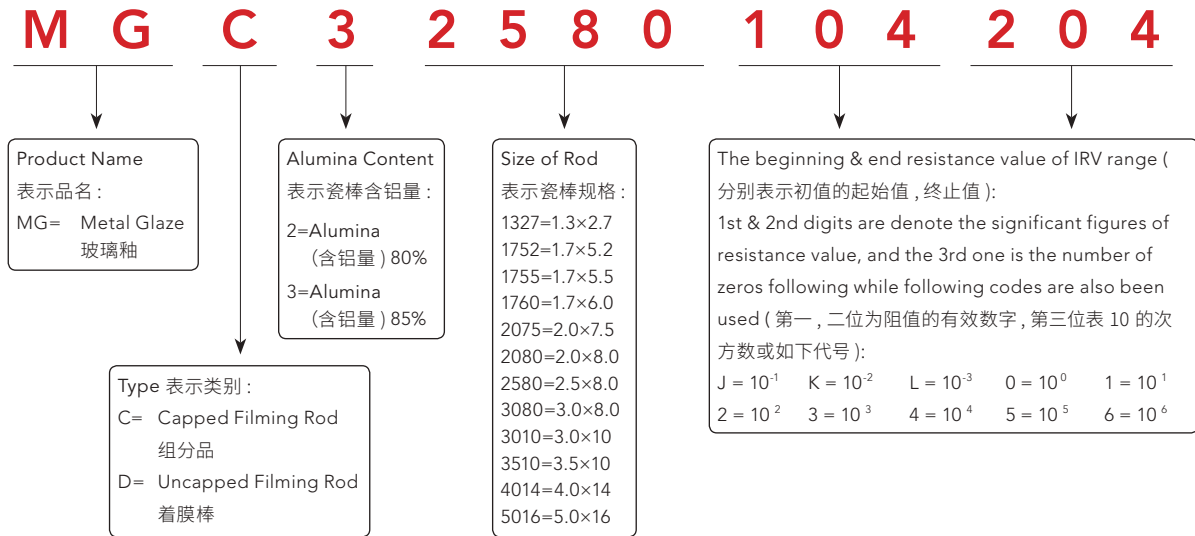 M G C 3 2 5 8 0 1 0 4 2 0 4
Product Name
表示品名 :
MG= Metal Glaze
玻璃釉
Type 表示类别 :
C= Capped Filming Rod
组分品
D= Uncapped Filming Rod
着膜棒
Alumina Content
表示瓷棒含铝量 :
2=Alumina
（含铝量 ) 80%
3=Alumina
（含铝量 ) 85%
Size of Rod
表示瓷棒规格 :
1327=1.3×2.7
1752=1.7×5.2
1755=1.7×5.5
1760=1.7×6.0
2075=2.0×7.5
2080=2.0×8.0
2580=2.5×8.0
3080=3.0×8.0
3010=3.0×10
3510=3.5×10
4014=4.0×14
5016=5.0×16
The beginning & end resistance value of IRV range (
分别表示初值的起始值 , 终止值 ):
1st & 2nd digits are denote the significant figures of
resistance value, and the 3rd one is the number of
zeros following while following codes are also been
used ( 第一 , 二位为阻值的有效数字 , 第三位表 10 的次
方数或如下代号 ):
J = 10⁻¹ K = 10⁻² L = 10⁻³ 0 = 10⁰ 1 = 10¹
2 = 10² 3 = 10³ 4 = 10⁴ 5 = 10⁵ 6 = 10⁶